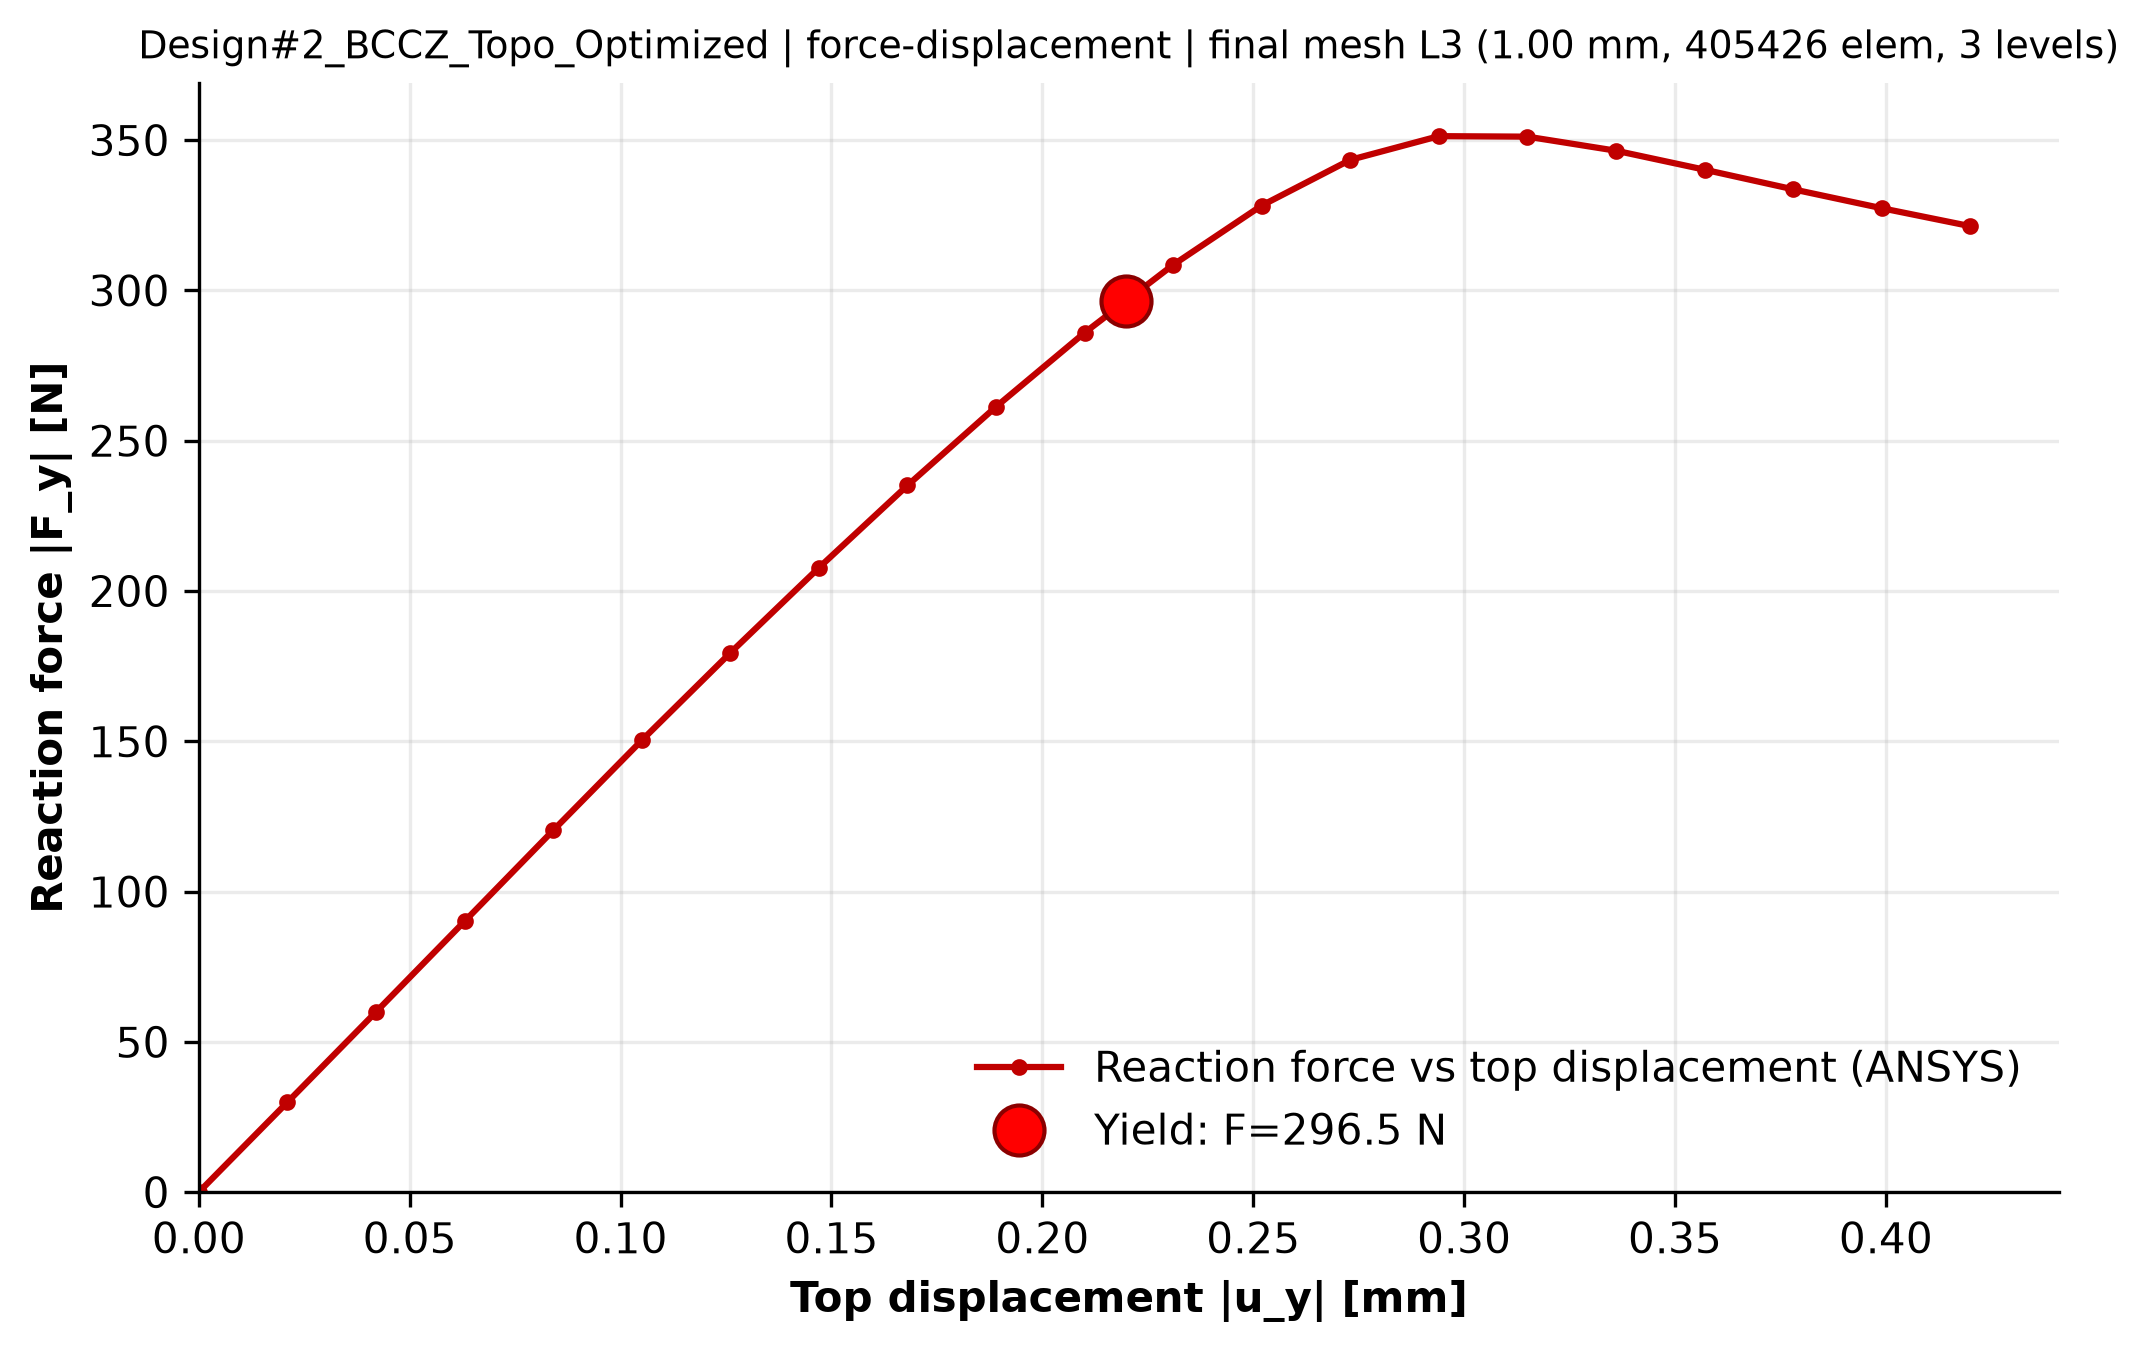 Design#2_BCCZ_Topo_Optimized | force-displacement | final mesh L3 (1.00 mm, 405426 elem, 3 levels)
Reaction force |F_y| [N]
350
300
250
200
150
100
50
0
Reaction force vs top displacement (ANSYS)
Yield: F=296.5 N
0.00 0.05 0.10 0.15 0.20 0.25 0.30 0.35 0.40
Top displacement |u_y| [mm]